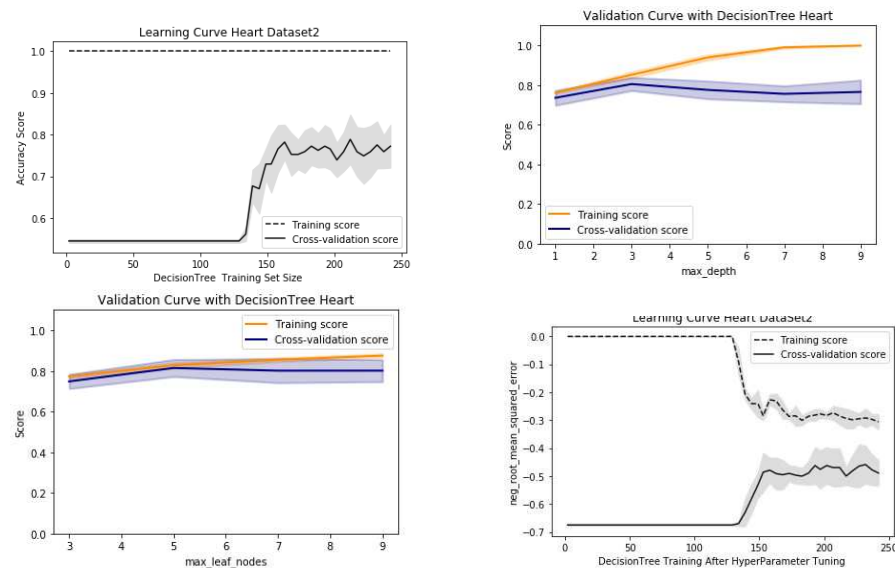 Learning Curve Heart Dataset2
Accuracy Score
1.0
0.9
0.8
0.7
0.6
Training score
Cross-validation score
0 50 100 150 200 250
DecisionTree Training Set Size
Validation Curve with DecisionTree Heart
Score
1.0
0.8
0.6
0.4
0.2
0.0
Training score
Cross-validation score
1 2 3 4 5 6 7 8 9
max_depth
Validation Curve with DecisionTree Heart
Score
1.0
0.8
0.6
0.4
0.2
0.0
Training score
Cross-validation score
3 4 5 6 7 8 9
max_leaf_nodes
Learning Curve Heart DataSet2
neg_root_mean_squared_error
0.0
−0.1
−0.2
−0.3
−0.4
−0.5
−0.6
−0.7
Training score
Cross-validation score
0 50 100 150 200 250
DecisionTree Training After HyperParameter Tuning